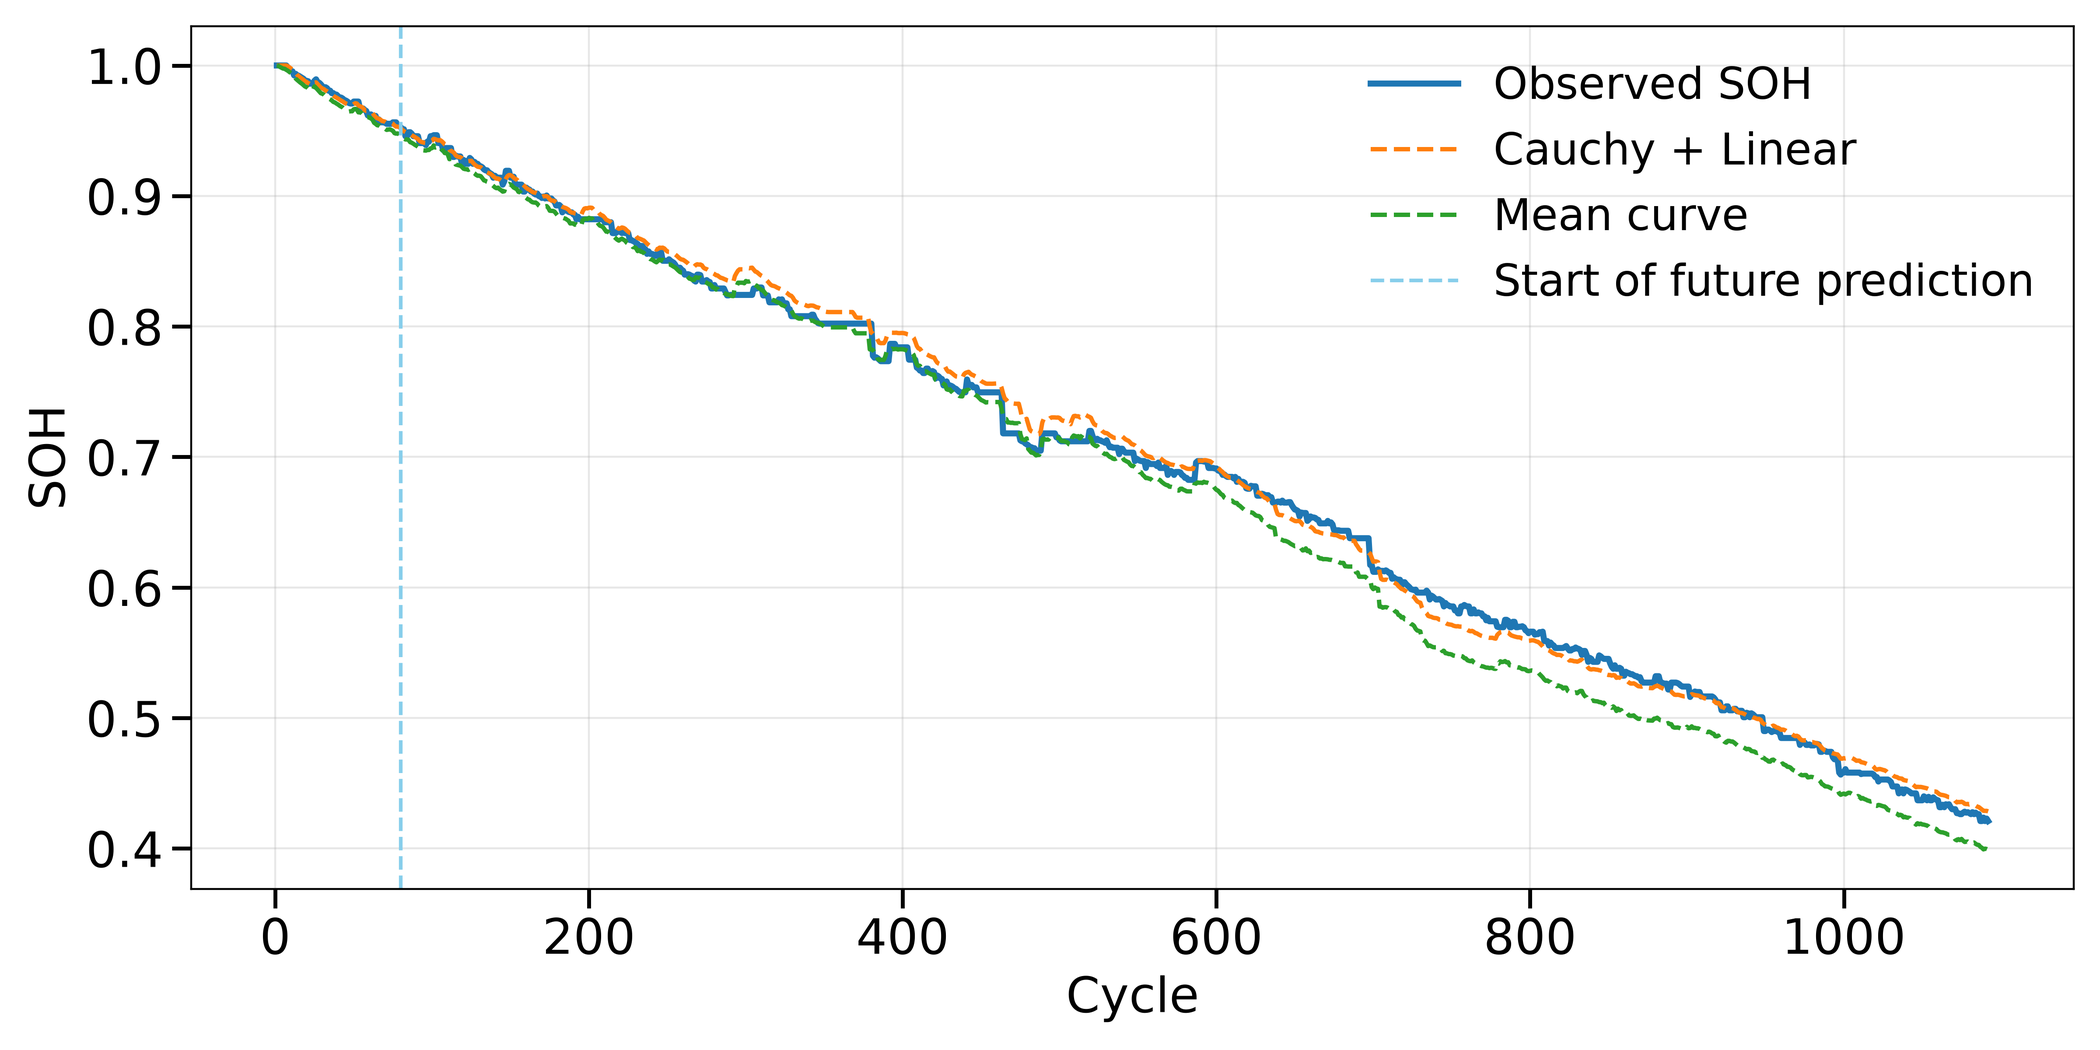 1.0
0.9
0.8
0.7
0.6
0.5
0.4
SOH
0 200 400 600 800 1000
Cycle
Observed SOH
Cauchy + Linear
Mean curve
Start of future prediction